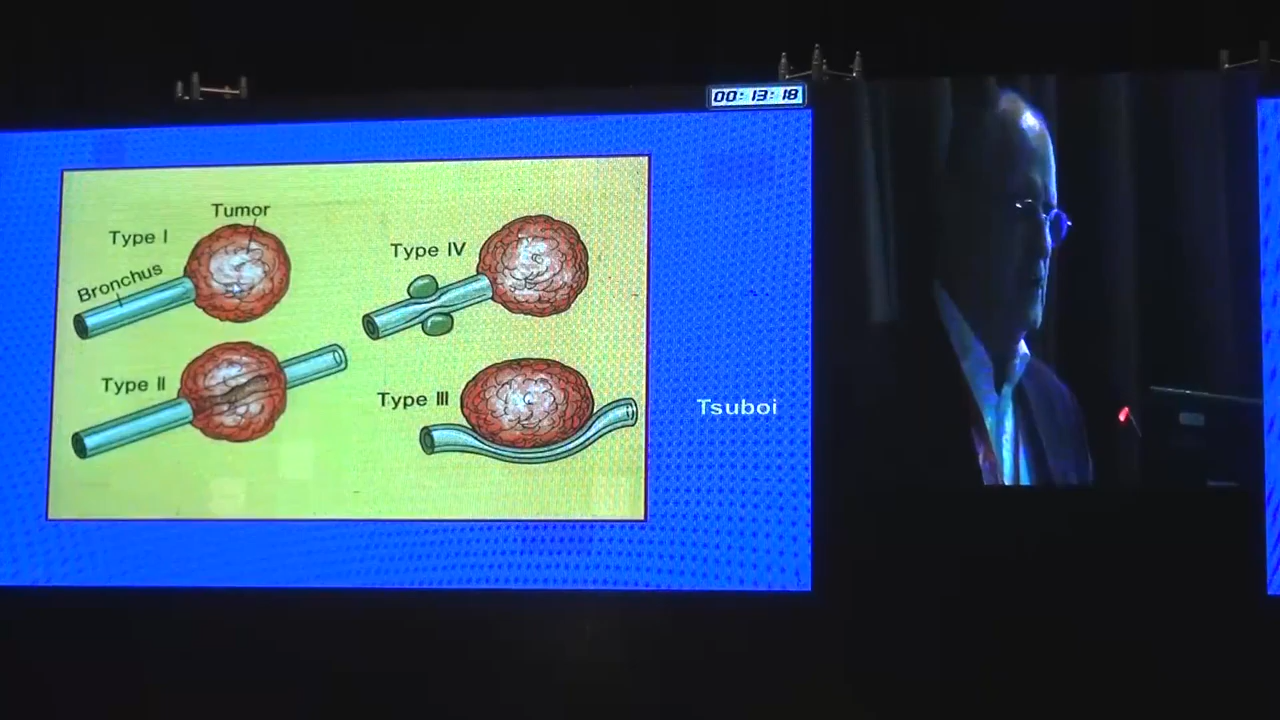 00:13:18
Tumor
Type I
Bronchus
Type IV
Type II
Type III
Tsuboi